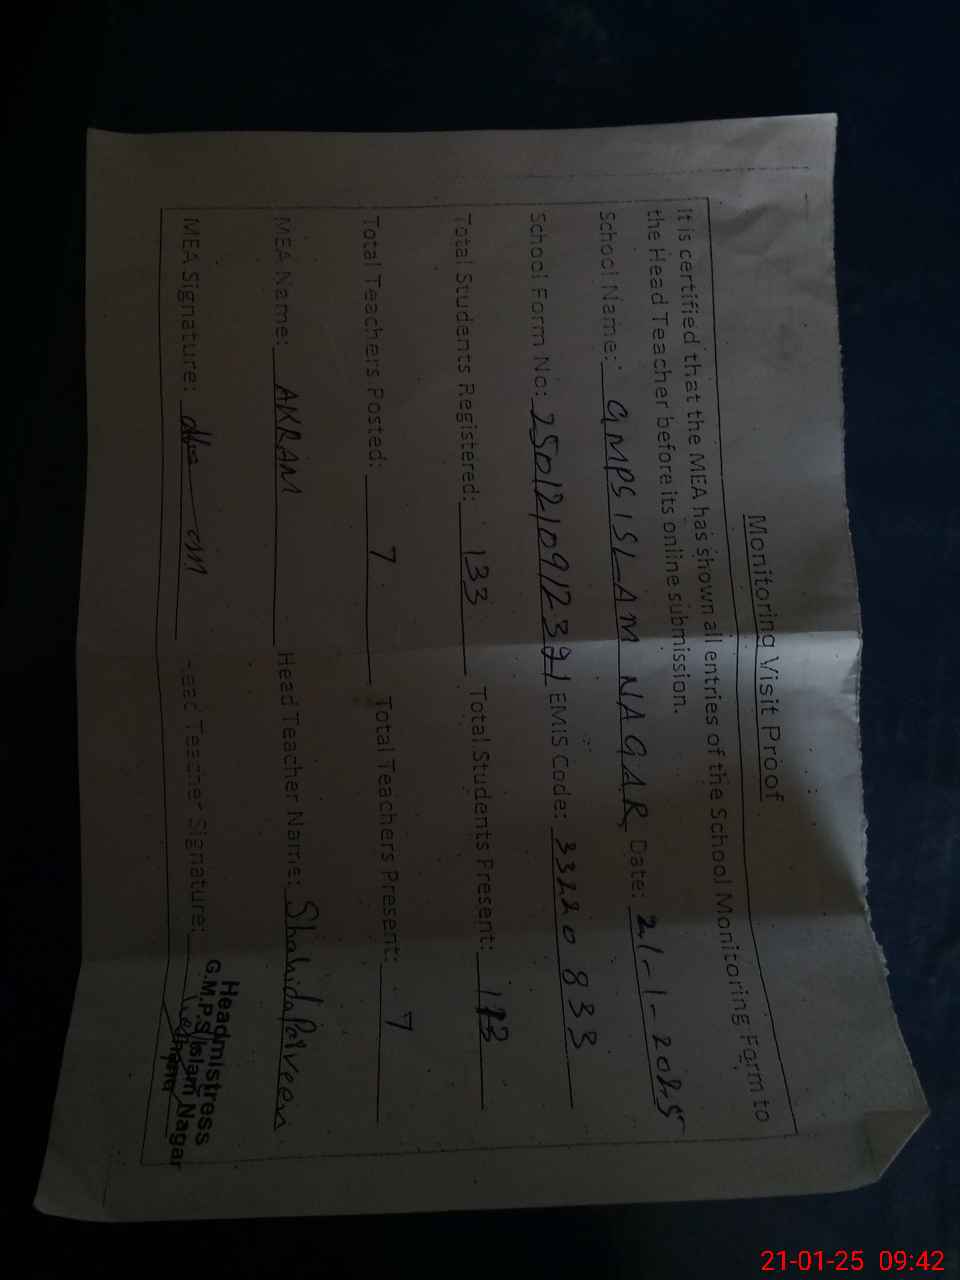 Monitoring Visit Proof
It is certified that the MEA has shown all entries of the School Monitoring Form to
the Head Teacher before its online submission.
School Name: GMPS ISLAM NAGAR Date: 21-1-2025
School Form No: EMIS Code: 33220833
Total Students Registered: 133 Total Students Present:
Total Teachers Posted: 7 Total Teachers Present: 7
MEA Name: AKRAM Head Teacher Name: Shahida Parveen
MEA Signature: Head Teacher Signature:
Headmistress
G.M.P.S Islam Nagar
21-01-25 09:42